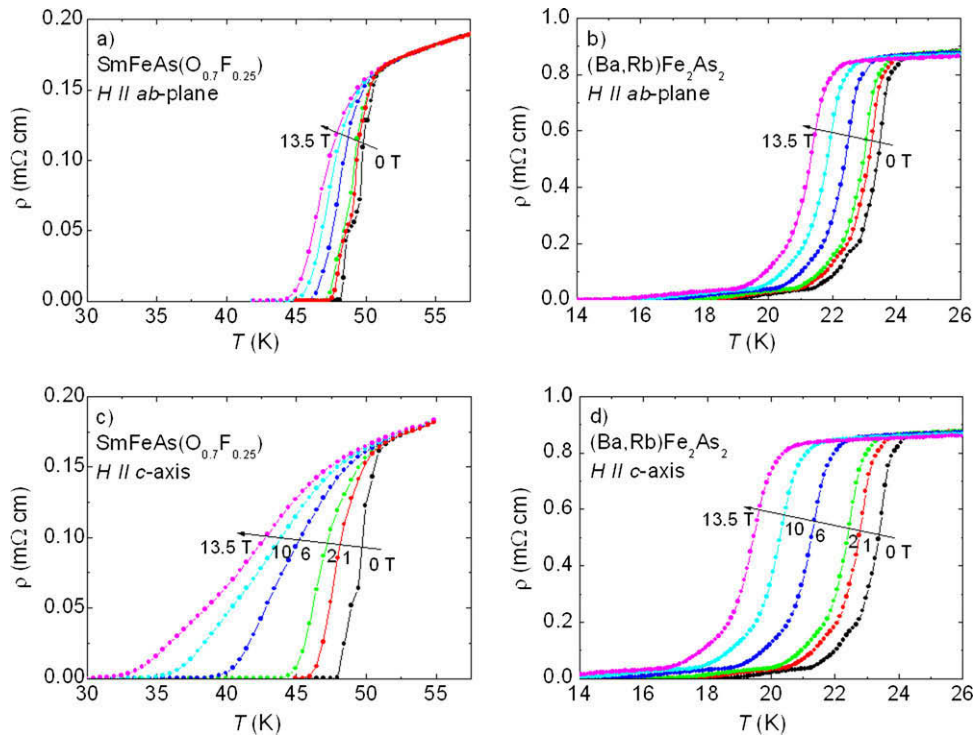 a)
SmFeAs(O₀.₇F₀.₂₅)
H // ab-plane
13.5 T
0 T
ρ (mΩ cm)
0.20
0.15
0.10
0.05
0.00
30 35 40 45 50 55
T (K)
b)
(Ba,Rb)Fe₂As₂
H // ab-plane
13.5 T
0 T
ρ (mΩ cm)
1.0
0.8
0.6
0.4
0.2
0.0
14 16 18 20 22 24 26
T (K)
c)
SmFeAs(O₀.₇F₀.₂₅)
H // c-axis
13.5 T 10 6 2 1 0 T
ρ (mΩ cm)
0.20
0.15
0.10
0.05
0.00
30 35 40 45 50 55
T (K)
d)
(Ba,Rb)Fe₂As₂
H // c-axis
13.5 T 10 6 2 1 0 T
ρ (mΩ cm)
1.0
0.8
0.6
0.4
0.2
0.0
14 16 18 20 22 24 26
T (K)